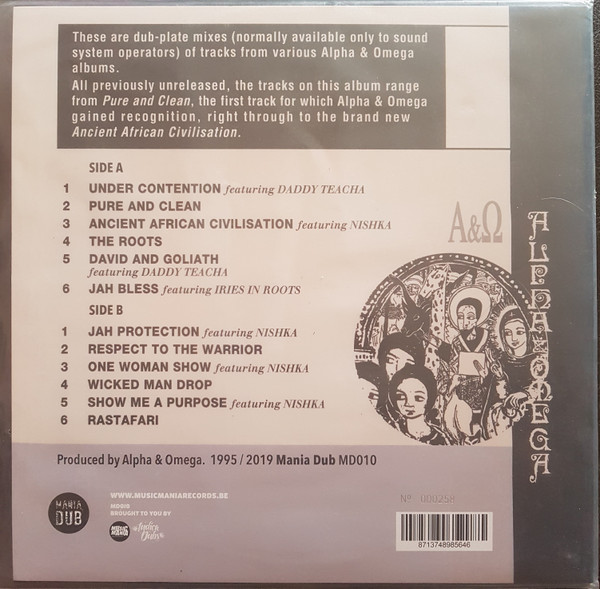 These are dub-plate mixes (normally available only to sound
system operators) of tracks from various Alpha & Omega
albums.
All previously unreleased, the tracks on this album range
from Pure and Clean, the first track for which Alpha & Omega
gained recognition, right through to the brand new
Ancient African Civilisation.
SIDE A
1 UNDER CONTENTION featuring DADDY TEACHA
2 PURE AND CLEAN
3 ANCIENT AFRICAN CIVILISATION featuring NISHKA
4 THE ROOTS
5 DAVID AND GOLIATH
featuring DADDY TEACHA
6 JAH BLESS featuring IRIES IN ROOTS
SIDE B
1 JAH PROTECTION featuring NISHKA
2 RESPECT TO THE WARRIOR
3 ONE WOMAN SHOW featuring NISHKA
4 WICKED MAN DROP
5 SHOW ME A PURPOSE featuring NISHKA
6 RASTAFARI
A&Ω
ALPHA & OMEGA
Produced by Alpha & Omega. 1995 / 2019 Mania Dub MD010
MANIA
DUB
WWW.MUSICMANIARECORDS.BE
MD010
BROUGHT TO YOU BY
MUSIC
MANIA
Indica
Dubs
Nº 000258
8713748985646